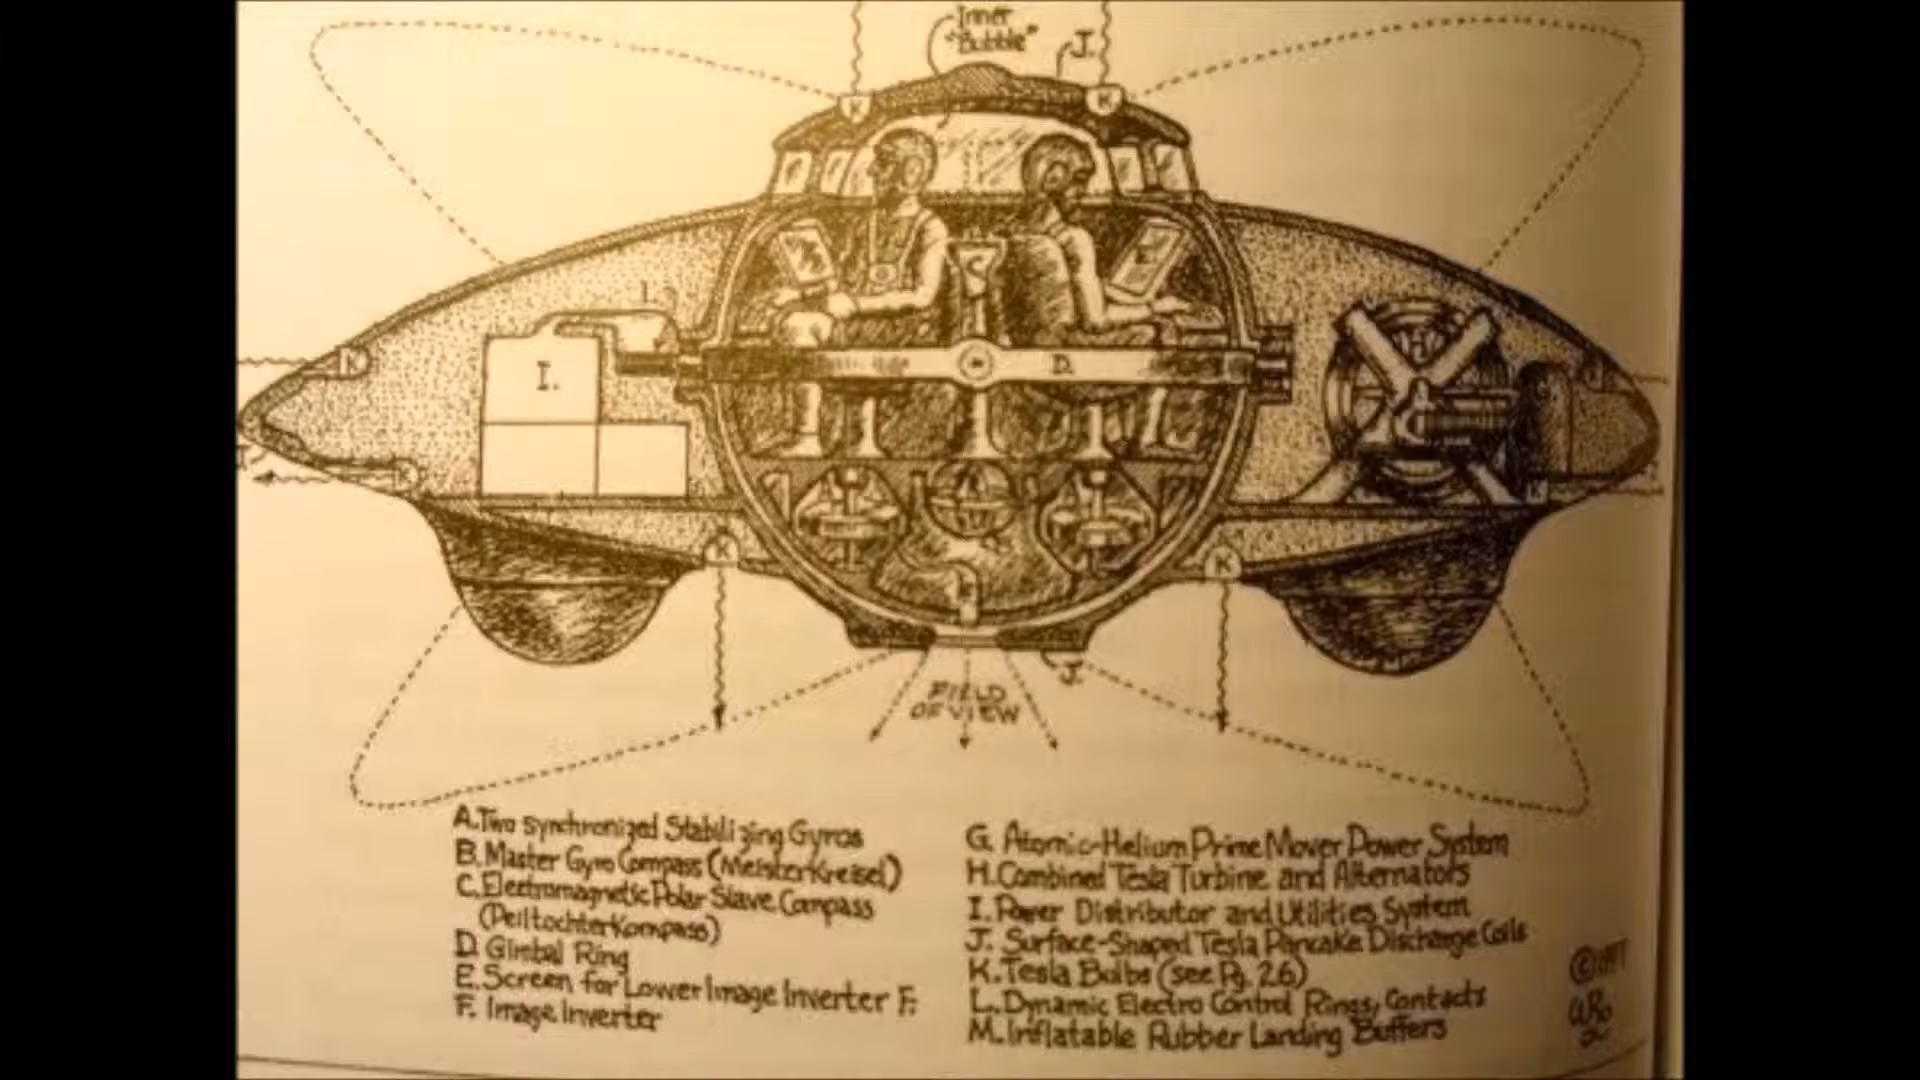 Inner
"Bubble"
J.
K
K
C
I.
D.
H
K
K
K
J.
FIELD
OF VIEW
A. Two Synchronized Stabilizing Gyros
B. Master Gyro Compass (Meisterkreisel)
C. Electromagnetic Polar Slave Compass
(Peiltochterkompass)
D. Gimbal Ring
E. Screen for Lower Image Inverter F.
F. Image Inverter
G. Atomic-Helium Prime Mover Power System
H. Combined Tesla Turbine and Alternators
I. Power Distributor and Utilities System
J. Surface-Shaped Tesla Pancake Discharge Coils
K. Tesla Bulbs (see Pg. 26)
L. Dynamic Electro Control Rings, Contacts
M. Inflatable Rubber Landing Buffers